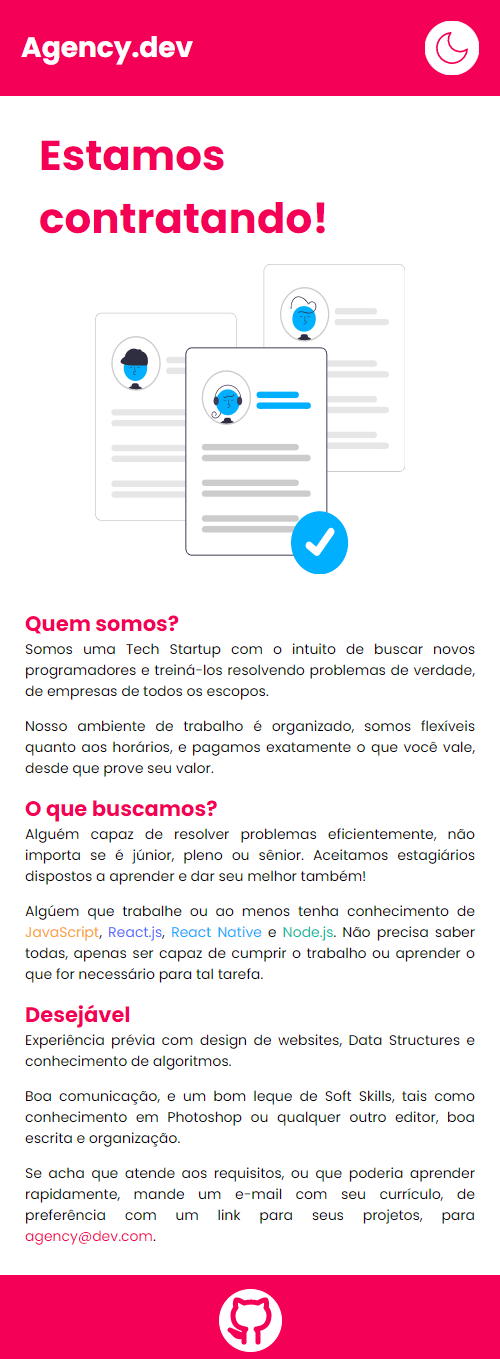 Agency.dev
Estamos
contratando!
Quem somos?
Somos uma Tech Startup com o intuito de buscar novos
programadores e treiná-los resolvendo problemas de verdade,
de empresas de todos os escopos.
Nosso ambiente de trabalho é organizado, somos flexíveis
quanto aos horários, e pagamos exatamente o que você vale,
desde que prove seu valor.
O que buscamos?
Alguém capaz de resolver problemas eficientemente, não
importa se é júnior, pleno ou sênior. Aceitamos estagiários
dispostos a aprender e dar seu melhor também!
Algúem que trabalhe ou ao menos tenha conhecimento de
JavaScript, React.js, React Native e Node.js. Não precisa saber
todas, apenas ser capaz de cumprir o trabalho ou aprender o
que for necessário para tal tarefa.
Desejável
Experiência prévia com design de websites, Data Structures e
conhecimento de algoritmos.
Boa comunicação, e um bom leque de Soft Skills, tais como
conhecimento em Photoshop ou qualquer outro editor, boa
escrita e organização.
Se acha que atende aos requisitos, ou que poderia aprender
rapidamente, mande um e-mail com seu currículo, de
preferência com um link para seus projetos, para
agency@dev.com.